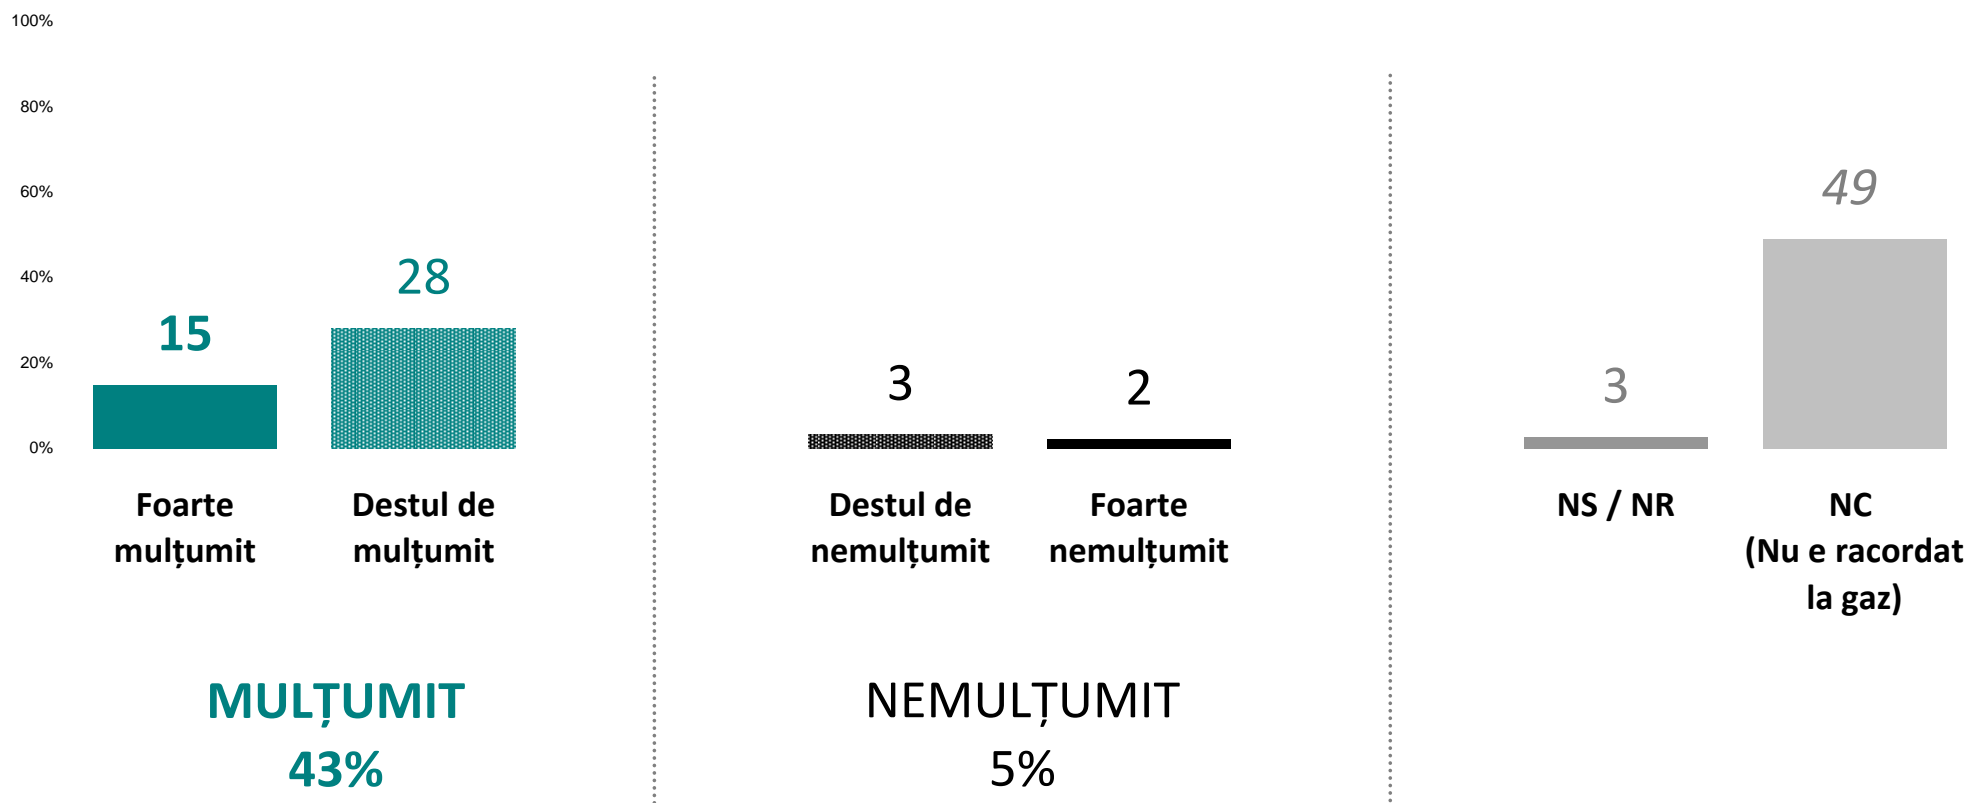 100%
80%
60%
40%
20%
0%
15
28
3
2
3
49
Foarte
mulțumit
Destul de
mulțumit
Destul de
nemulțumit
Foarte
nemulțumit
NS / NR
NC
(Nu e racordat
la gaz)
MULȚUMIT
43%
NEMULȚUMIT
5%